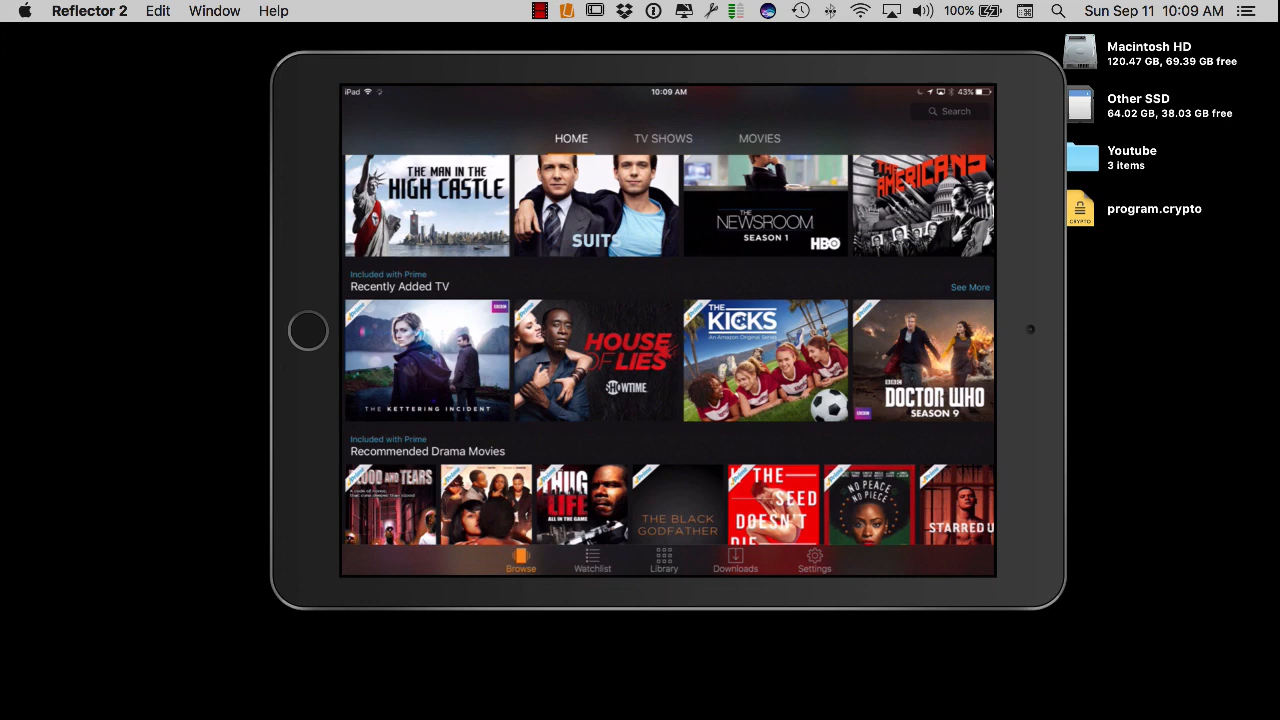 Reflector 2 Edit Window Help 100% Sun Sep 11 10:09 AM
Macintosh HD
120.47 GB, 69.39 GB free
Other SSD
64.02 GB, 38.03 GB free
Youtube
3 items
CRYPTO
program.crypto
iPad 10:09 AM 43%
Search
HOME TV SHOWS MOVIES
THE MAN IN THE
HIGH CASTLE
SUITS
THE
NEWSROOM
SEASON 1
HBO
THE
AMERICANS
Included with Prime
Recently Added TV
See More
THE KETTERING INCIDENT
HOUSE
OF LIES
SHOWTIME
THE
KICKS
An Amazon Original Series
BBC
DOCTOR WHO
SEASON 9
Included with Prime
Recommended Drama Movies
BLOOD AND TEARS
THUG
LIFE
ALL IN THE GAME
THE BLACK
GODFATHER
THE
SEED
DOESN'T
DIE
NO PEACE
NO PIECE
STARRED U
Browse Watchlist Library Downloads Settings